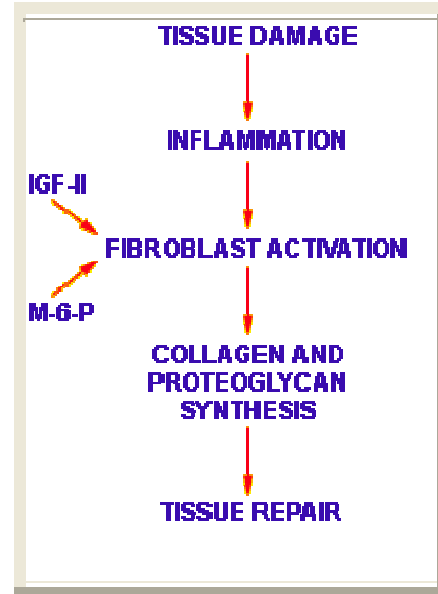 TISSUE DAMAGE
INFLAMMATION
IGF-II
FIBROBLAST ACTIVATION
M-6-P
COLLAGEN AND
PROTEOGLYCAN
SYNTHESIS
TISSUE REPAIR